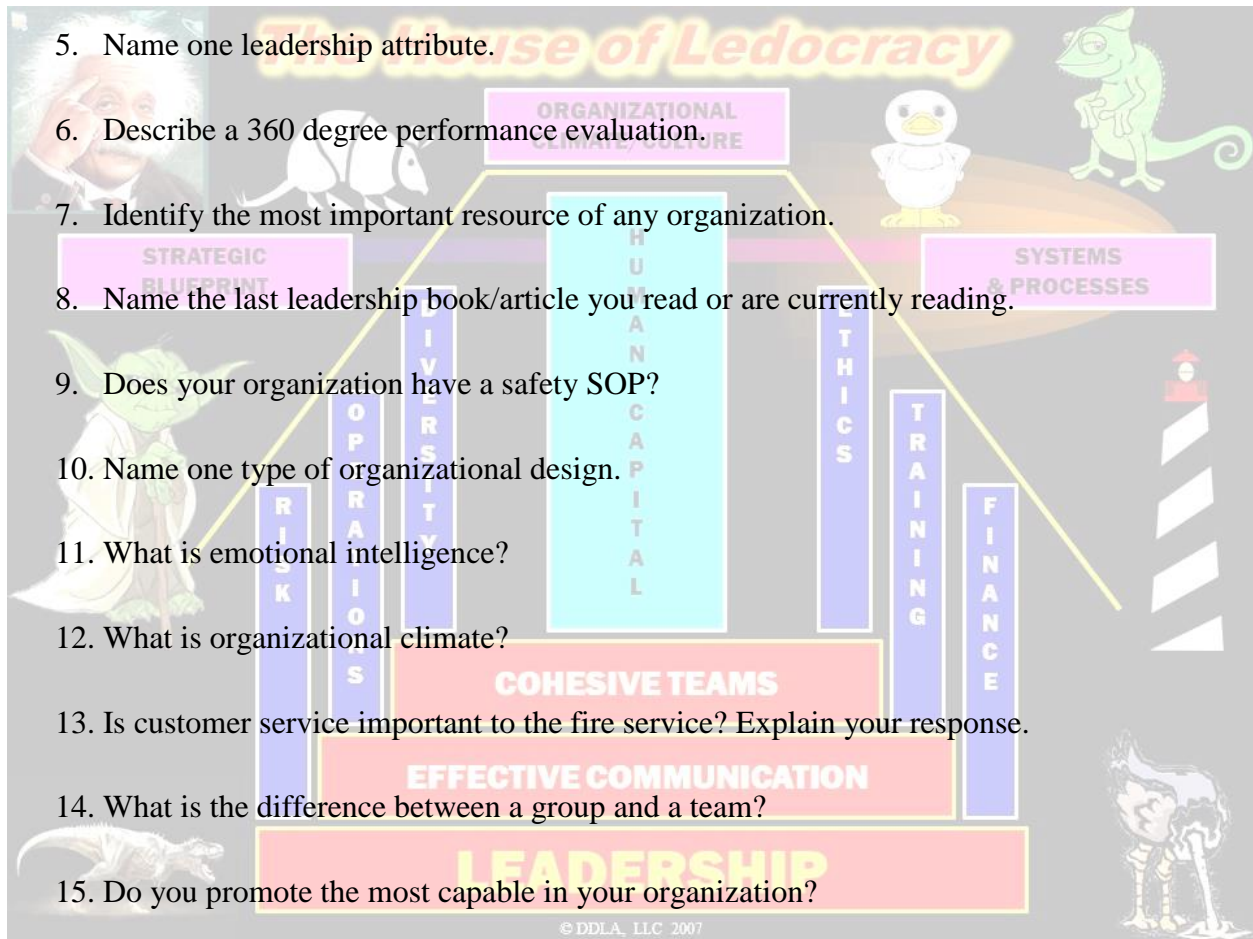 The House of Ledocracy
5. Name one leadership attribute.
ORGANIZATIONAL
CLIMATE/CULTURE
6. Describe a 360 degree performance evaluation.
7. Identify the most important resource of any organization.
STRATEGIC
BLUEPRINT
SYSTEMS
& PROCESSES
8. Name the last leadership book/article you read or are currently reading.
9. Does your organization have a safety SOP?
10. Name one type of organizational design.
11. What is emotional intelligence?
12. What is organizational climate?
RISK
OPERATIONS
DIVERSITY
HUMAN CAPITAL
ETHICS
TRAINING
FINANCE
COHESIVE TEAMS
13. Is customer service important to the fire service? Explain your response.
EFFECTIVE COMMUNICATION
14. What is the difference between a group and a team?
LEADERSHIP
15. Do you promote the most capable in your organization?
© DDLA, LLC 2007